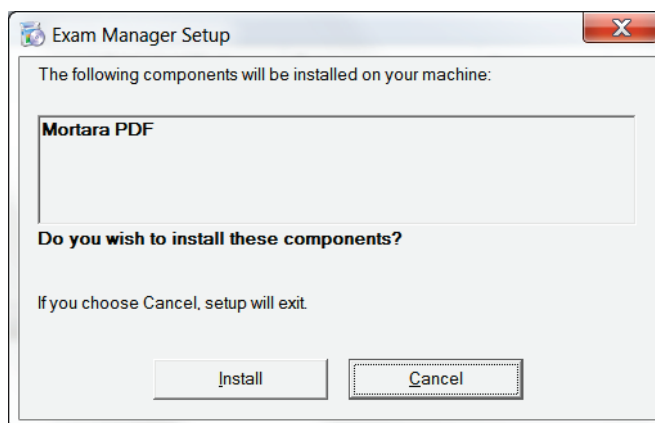 Exam Manager Setup
The following components will be installed on your machine:
Mortara PDF
Do you wish to install these components?
If you choose Cancel, setup will exit.
Install
Cancel